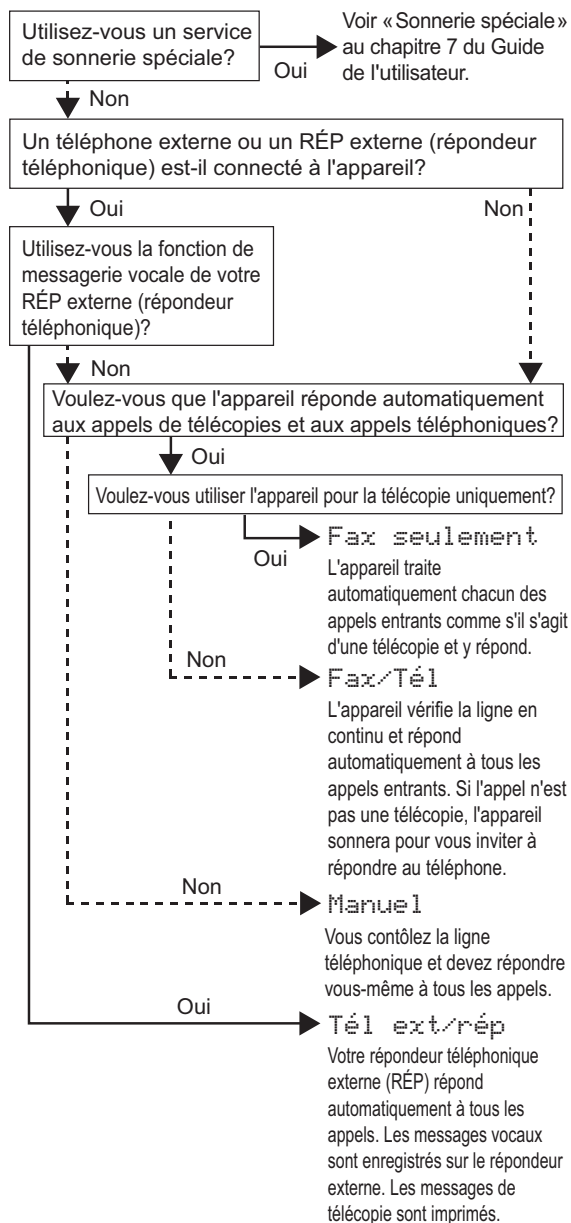 Utilisez-vous un service
de sonnerie spéciale?
Oui
Voir «Sonnerie spéciale»
au chapitre 7 du Guide
de l'utilisateur.
Non
Un téléphone externe ou un RÉP externe (répondeur
téléphonique) est-il connecté à l'appareil?
Oui
Non
Utilisez-vous la fonction de
messagerie vocale de votre
RÉP externe (répondeur
téléphonique)?
Non
Voulez-vous que l'appareil réponde automatiquement
aux appels de télécopies et aux appels téléphoniques?
Oui
Voulez-vous utiliser l'appareil pour la télécopie uniquement?
Oui
Fax seulement
L'appareil traite
automatiquement chacun des
appels entrants comme s'il s'agit
d'une télécopie et y répond.
Non
Fax/Tél
L'appareil vérifie la ligne en
continu et répond
automatiquement à tous les
appels entrants. Si l'appel n'est
pas une télécopie, l'appareil
sonnera pour vous inviter à
répondre au téléphone.
Non
Manuel
Vous contôlez la ligne
téléphonique et devez répondre
vous-même à tous les appels.
Oui
Tél ext/rép
Votre répondeur téléphonique
externe (RÉP) répond
automatiquement à tous les
appels. Les messages vocaux
sont enregistrés sur le répondeur
externe. Les messages de
télécopie sont imprimés.